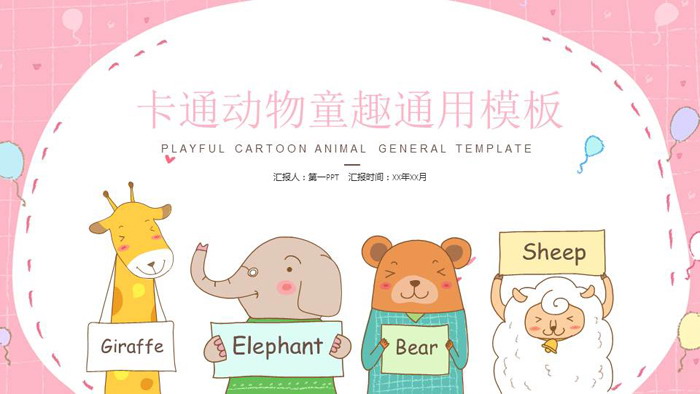 卡通动物童趣通用模板
PLAYFUL CARTOON ANIMAL GENERAL TEMPLATE
汇报人：第一PPT 汇报时间：XX年XX月
Sheep
Giraffe
Elephant
Bear